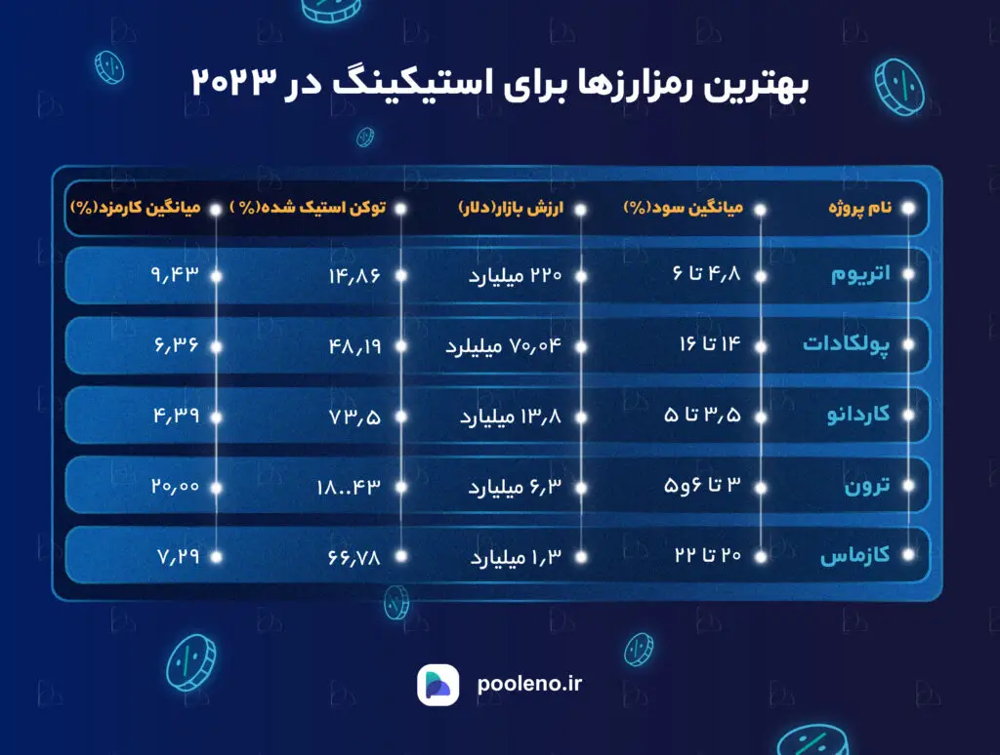 بهترین رمزارزها برای استیکینگ در ۲۰۲۳
نام پروژه میانگین سود(%) ارزش بازار(دلار) توکن استیک شده(% ) میانگین کارمزد(%)
اتریوم ۴٫۸ تا ۶ ۲۲۰ میلیارد ۱۴٫۸۶ ۹٫۴۳
پولکادات ۱۴ تا ۱۶ ۷۰٫۰۴ میلیلرد ۴۸٫۱۹ ۶٫۳۶
کاردانو ۳٫۵ تا ۵ ۱۳٫۸ میلیارد ۷۳٫۵ ۴٫۳۹
ترون ۳ تا ۶و۵ ۶٫۳ میلیارد ۱۸..۴۳ ۲۰٫۰۰
کازماس ۲۰ تا ۲۲ ۱٫۳ میلیارد ۶۶٫۷۸ ۷٫۲۹
pooleno.ir